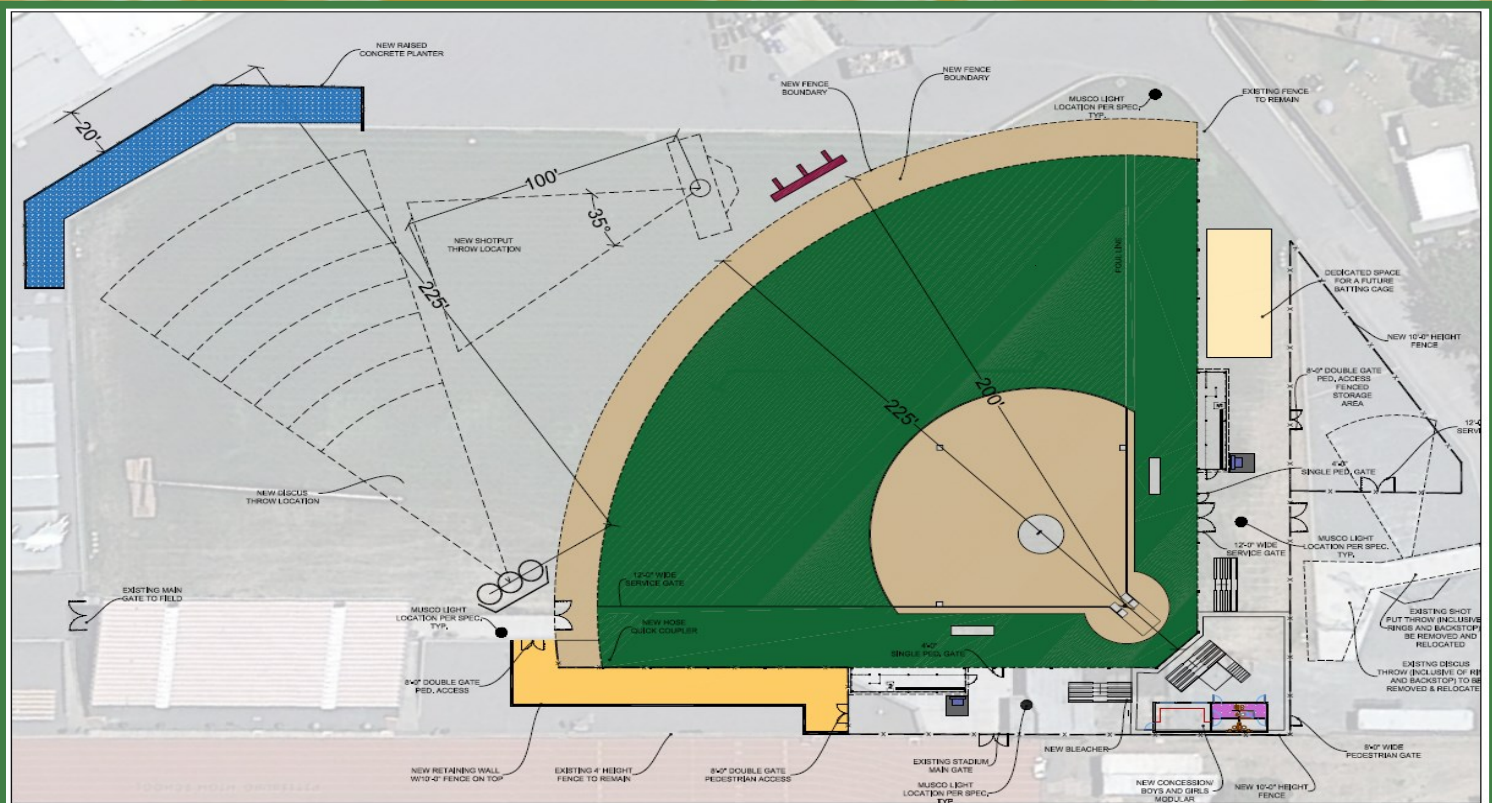 NEW RAISED
CONCRETE PLANTER
20'
NEW FENCE
BOUNDARY
NEW FENCE
BOUNDARY
MUSCO LIGHT
LOCATION PER SPEC,
TYP.
EXISTING FENCE
TO REMAIN
100'
35°
NEW SHOTPUT
THROW LOCATION
225'
FOUL LINE
DEDICATED SPACE
FOR A FUTURE
BATTING CAGE
NEW 10'-0" HEIGHT
FENCE
8'-0" DOUBLE GATE
PED. ACCESS
FENCED
STORAGE
AREA
12'-0
SERVI
200'
225'
4'-0"
SINGLE PED. GATE
NEW DISCUS
THROW LOCATION
12'-0" WIDE
SERVICE GATE
MUSCO LIGHT
LOCATION PER SPEC,
TYP.
EXISTING MAIN
GATE TO FIELD
12'-0" WIDE
SERVICE GATE
MUSCO LIGHT
LOCATION PER SPEC,
TYP.
NEW HOSE
QUICK COUPLER
4'-0"
SINGLE PED. GATE
EXISTING SHOT
PUT THROW (INCLUSIVE
RINGS AND BACKSTOP)
BE REMOVED AND
RELOCATED
EXISTING DISCUS
THROW (INCLUSIVE OF RIN
AND BACKSTOP) TO BE
REMOVED & RELOCATE
8'-0" DOUBLE GATE
PED. ACCESS
NEW RETAINING WALL
W/10'-0" FENCE ON TOP
EXISTING 4' HEIGHT
FENCE TO REMAIN
8'-0" DOUBLE GATE
PEDESTRIAN ACCESS
EXISTING STADIUM
MAIN GATE
MUSCO LIGHT
LOCATION PER SPEC,
TYP.
NEW BLEACHER
NEW CONCESSION/
BOYS AND GIRLS
MODULAR
NEW 10'-0" HEIGHT
FENCE
8'-0" WIDE
PEDESTRIAN GATE